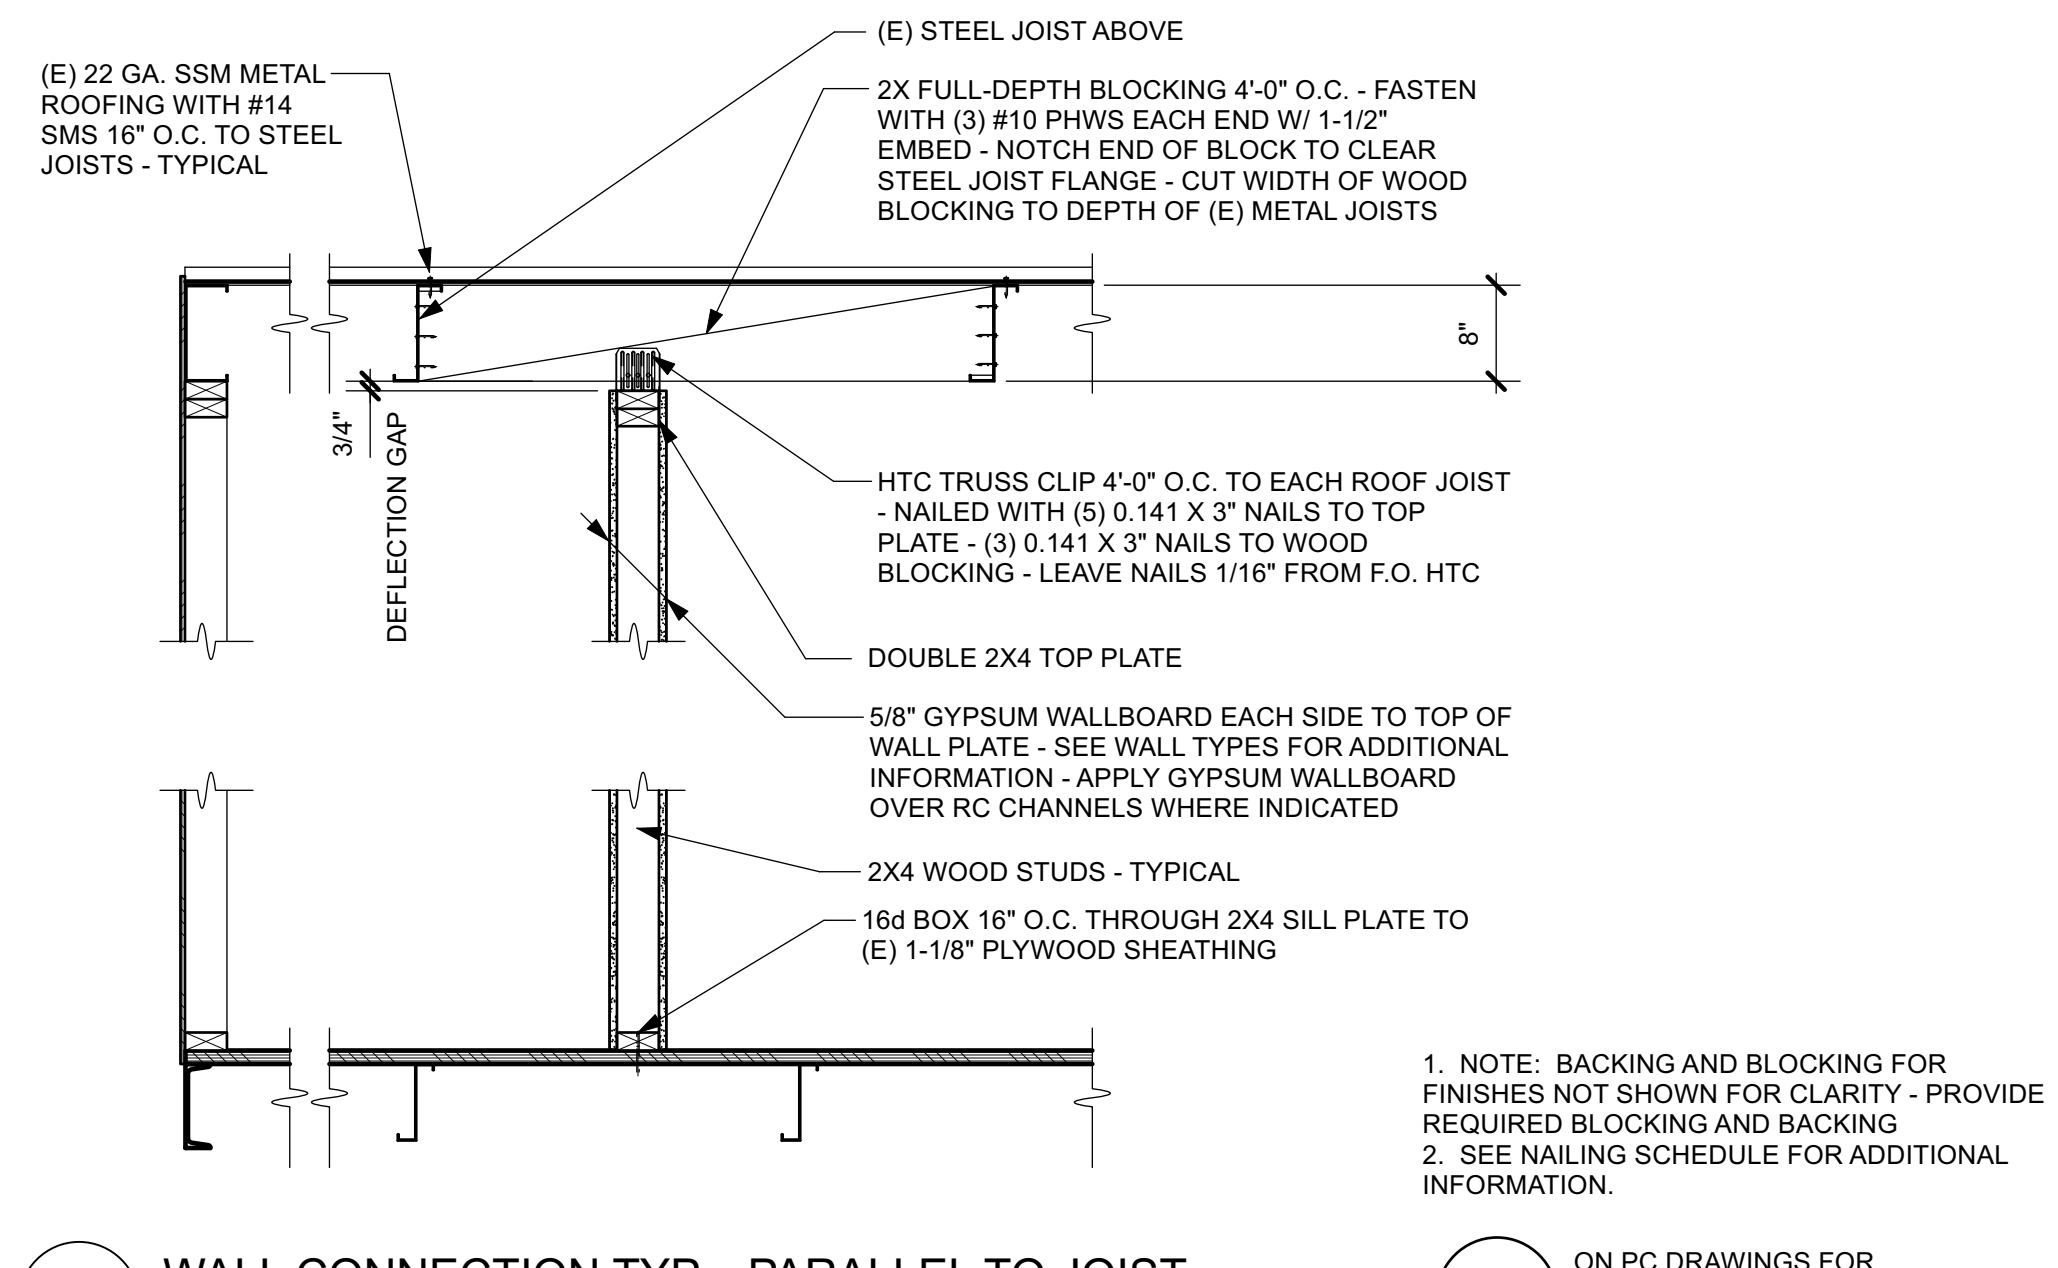 (E) STEEL JOIST ABOVE
(E) 22 GA. SSM METAL
ROOFING WITH #14
SMS 16" O.C. TO STEEL
JOISTS - TYPICAL
2X FULL-DEPTH BLOCKING 4'-0" O.C. - FASTEN
WITH (3) #10 PHWS EACH END W/ 1-1/2"
EMBED - NOTCH END OF BLOCK TO CLEAR
STEEL JOIST FLANGE - CUT WIDTH OF WOOD
BLOCKING TO DEPTH OF (E) METAL JOISTS
8"
3/4"
DEFLECTION GAP
HTC TRUSS CLIP 4'-0" O.C. TO EACH ROOF JOIST
- NAILED WITH (5) 0.141 X 3" NAILS TO TOP
PLATE - (3) 0.141 X 3" NAILS TO WOOD
BLOCKING - LEAVE NAILS 1/16" FROM F.O. HTC
DOUBLE 2X4 TOP PLATE
5/8" GYPSUM WALLBOARD EACH SIDE TO TOP OF
WALL PLATE - SEE WALL TYPES FOR ADDITIONAL
INFORMATION - APPLY GYPSUM WALLBOARD
OVER RC CHANNELS WHERE INDICATED
2X4 WOOD STUDS - TYPICAL
16d BOX 16" O.C. THROUGH 2X4 SILL PLATE TO
(E) 1-1/8" PLYWOOD SHEATHING
1. NOTE: BACKING AND BLOCKING FOR
FINISHES NOT SHOWN FOR CLARITY - PROVIDE
REQUIRED BLOCKING AND BACKING
2. SEE NAILING SCHEDULE FOR ADDITIONAL
INFORMATION.
WALL CONNECTION TYP. - PARALLEL TO JOIST
ON PC DRAWINGS FOR